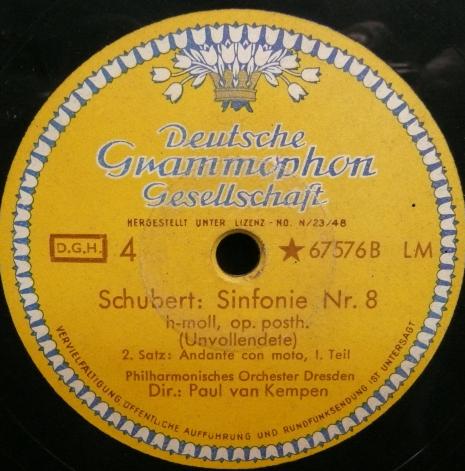 Deutsche
Grammophon
Gesellschaft
HERGESTELLT UNTER LIZENZ - NO. N/23/48
D.G.H. 4 ★ 67576B LM
Schubert: Sinfonie Nr. 8
h-moll, op. posth.
(Unvollendete)
2. Satz: Andante con moto, I. Teil
Philharmonisches Orchester Dresden
Dir.: Paul van Kempen
VERVIELFALTIGUNG ÖFFENTLICHE AUFFUHRUNG UND RUNDFUNKSENDUNG IST UNTERSAGT